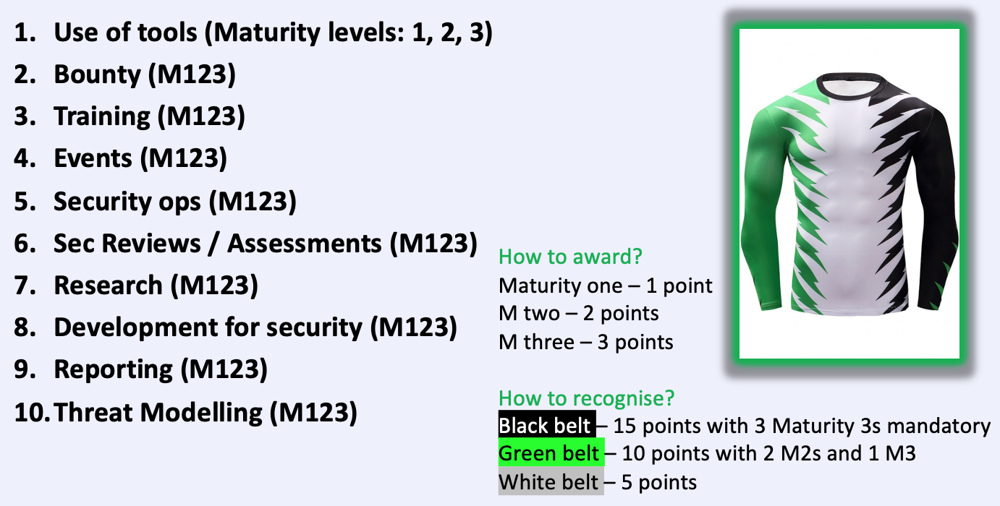 1. Use of tools (Maturity levels: 1, 2, 3)
2. Bounty (M123)
3. Training (M123)
4. Events (M123)
5. Security ops (M123)
6. Sec Reviews / Assessments (M123)
7. Research (M123)
8. Development for security (M123)
9. Reporting (M123)
10. Threat Modelling (M123)
How to award?
Maturity one – 1 point
M two – 2 points
M three – 3 points
How to recognise?
Black belt – 15 points with 3 Maturity 3s mandatory
Green belt – 10 points with 2 M2s and 1 M3
White belt – 5 points